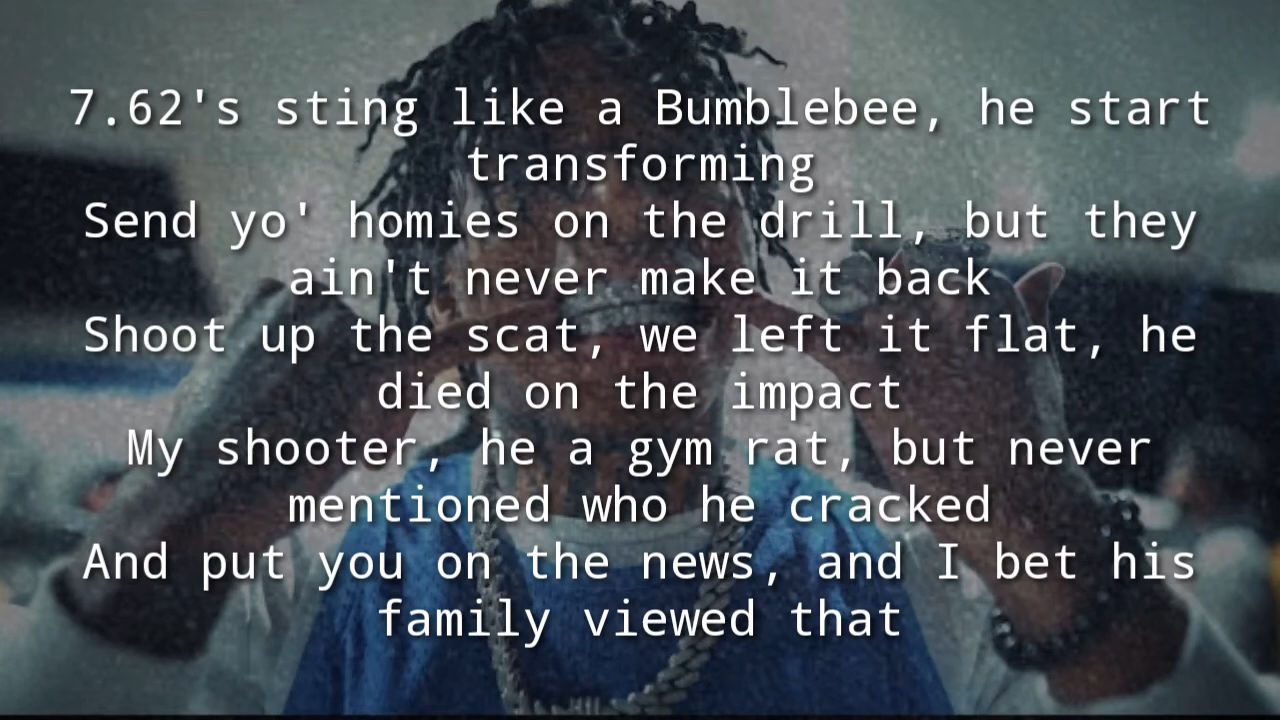 7.62's sting like a Bumblebee, he start
transforming
Send yo' homies on the drill, but they
ain't never make it back
Shoot up the scat, we left it flat, he
died on the impact
My shooter, he a gym rat, but never
mentioned who he cracked
And put you on the news, and I bet his
family viewed that